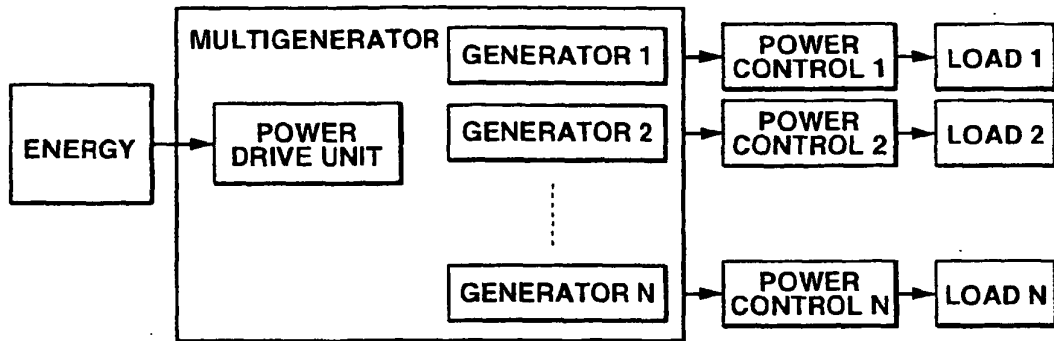 MULTIGENERATOR
ENERGY
POWER
DRIVE UNIT
GENERATOR 1
POWER
CONTROL 1
LOAD 1
GENERATOR 2
POWER
CONTROL 2
LOAD 2
GENERATOR N
POWER
CONTROL N
LOAD N